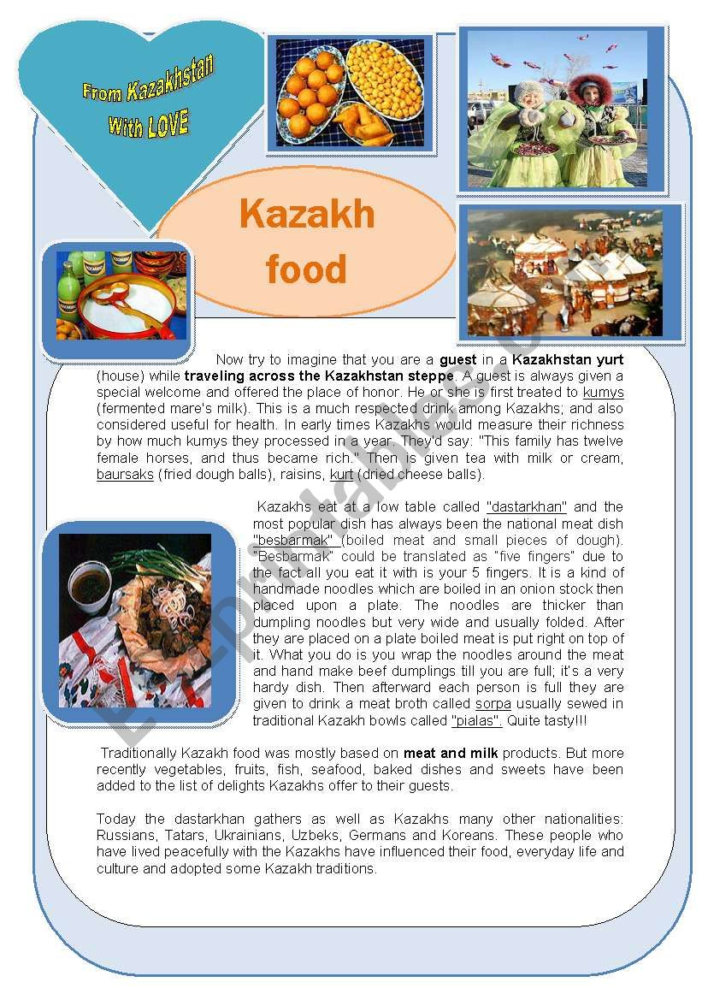 From Kazakhstan
With LOVE
Kazakh
food
Now try to imagine that you are a guest in a Kazakhstan yurt
(house) while traveling across the Kazakhstan steppe. A guest is always given a
special welcome and offered the place of honor. He or she is first treated to kumys
(fermented mare's milk). This is a much respected drink among Kazakhs; and also
considered useful for health. In early times Kazakhs would measure their richness
by how much kumys they processed in a year. They'd say: "This family has twelve
female horses, and thus became rich." Then is given tea with milk or cream,
baursaks (fried dough balls), raisins, kurt (dried cheese balls).
Kazakhs eat at a low table called "dastarkhan" and the
most popular dish has always been the national meat dish
"besbarmak" (boiled meat and small pieces of dough).
"Besbarmak" could be translated as "five fingers" due to
the fact all you eat it with is your 5 fingers. It is a kind of
handmade noodles which are boiled in an onion stock then
placed upon a plate. The noodles are thicker than
dumpling noodles but very wide and usually folded. After
they are placed on a plate boiled meat is put right on top of
it. What you do is you wrap the noodles around the meat
and hand make beef dumplings till you are full; it's a very
hardy dish. Then afterward each person is full they are
given to drink a meat broth called sorpa usually sewed in
traditional Kazakh bowls called "pialas". Quite tasty!!!
Traditionally Kazakh food was mostly based on meat and milk products. But more
recently vegetables, fruits, fish, seafood, baked dishes and sweets have been
added to the list of delights Kazakhs offer to their guests.
Today the dastarkhan gathers as well as Kazakhs many other nationalities:
Russians, Tatars, Ukrainians, Uzbeks, Germans and Koreans. These people who
have lived peacefully with the Kazakhs have influenced their food, everyday life and
culture and adopted some Kazakh traditions.